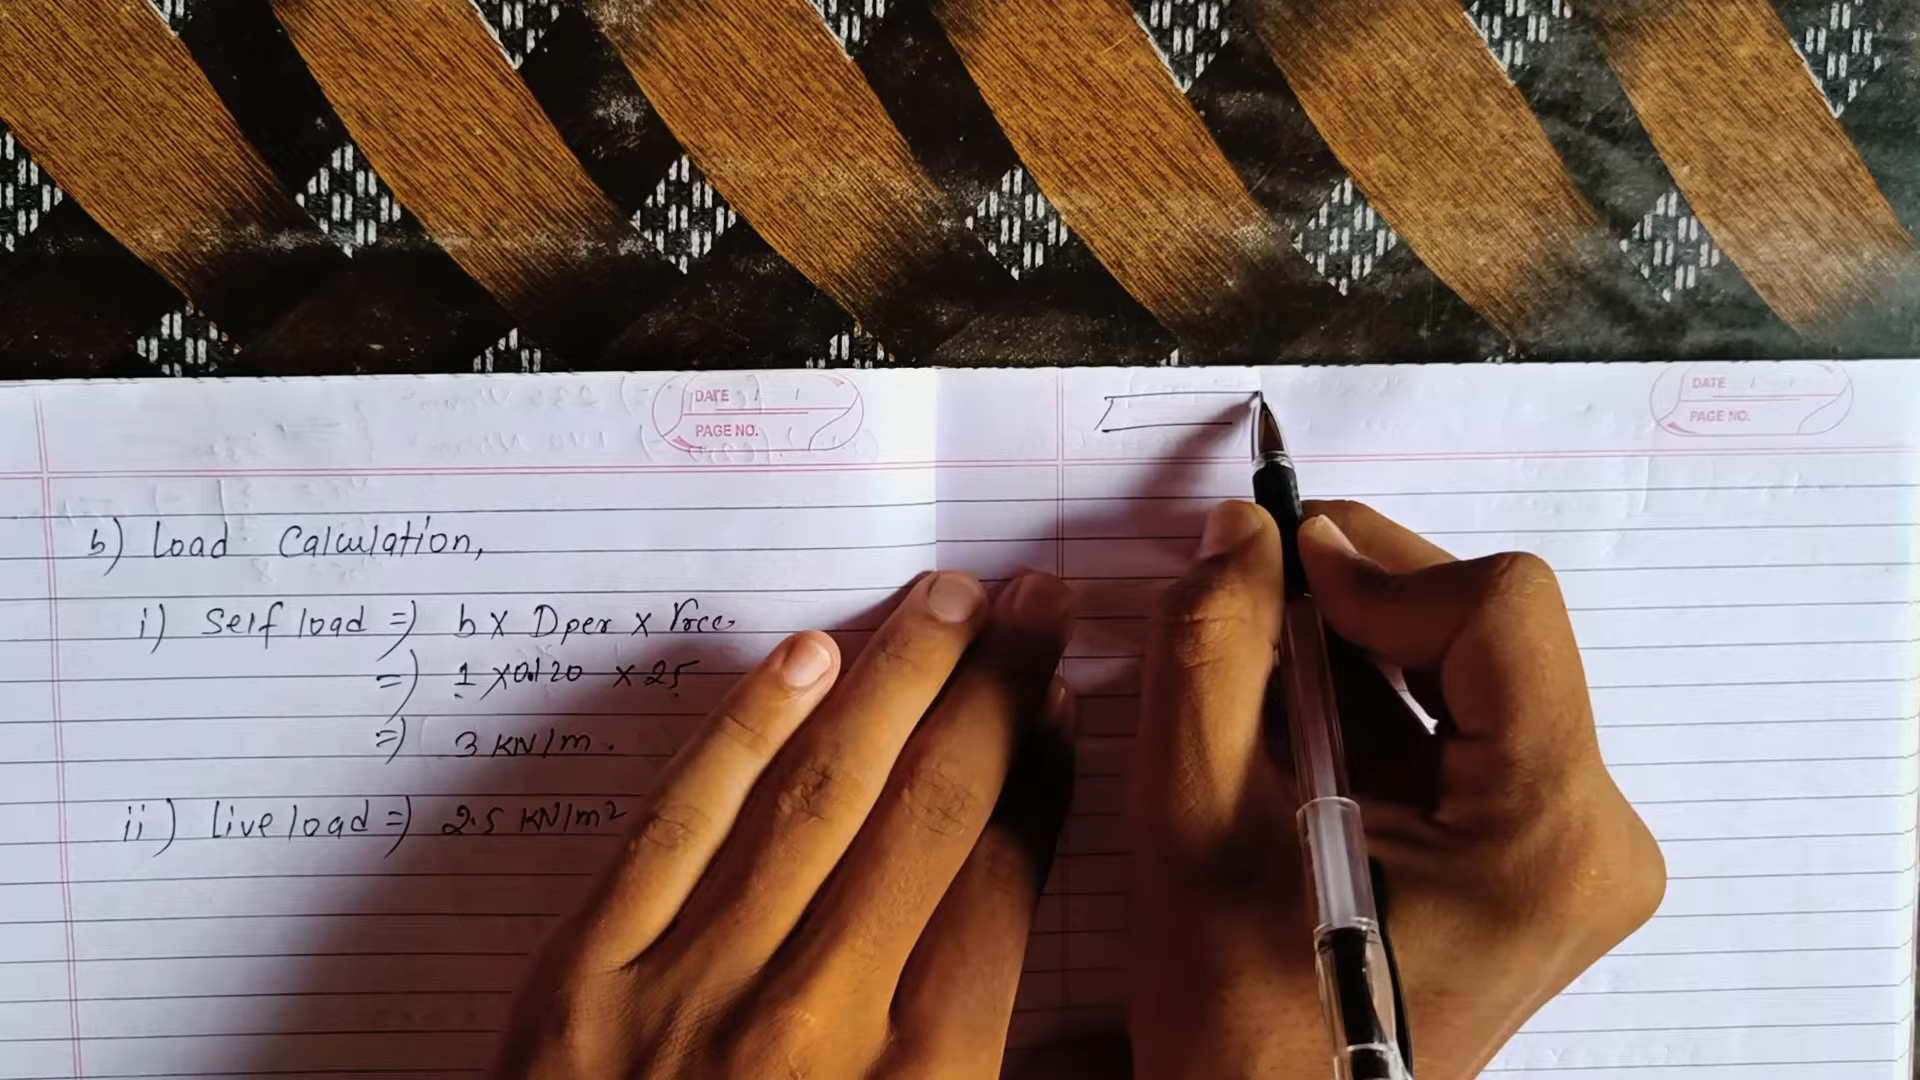 DATE / /
PAGE NO.
b) Load Calculation,
i) Self load => b x Dper x γrcc.
=> 1 x 0.120 x 25
=> 3 KN/m.
ii) Live load => 2.5 KN/m2
DATE / /
PAGE NO.